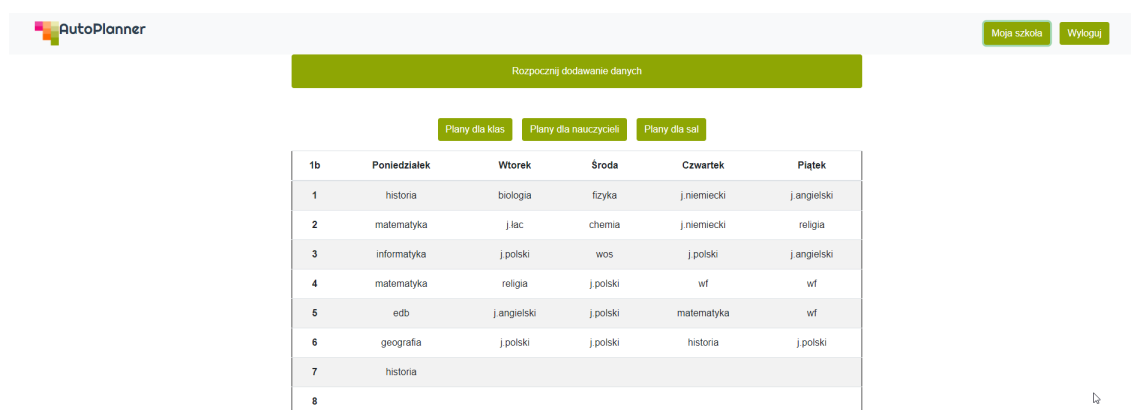 AutoPlanner Moja szkoła Wyloguj
Rozpocznij dodawanie danych
Plany dla klas Plany dla nauczycieli Plany dla sal
1b Poniedziałek Wtorek Środa Czwartek Piątek
1 historia biologia fizyka j.niemiecki j.angielski
2 matematyka j.łac chemia j.niemiecki religia
3 informatyka j.polski wos j.polski j.angielski
4 matematyka religia j.polski wf wf
5 edb j.angielski j.polski matematyka wf
6 geografia j.polski j.polski historia j.polski
7 historia
8